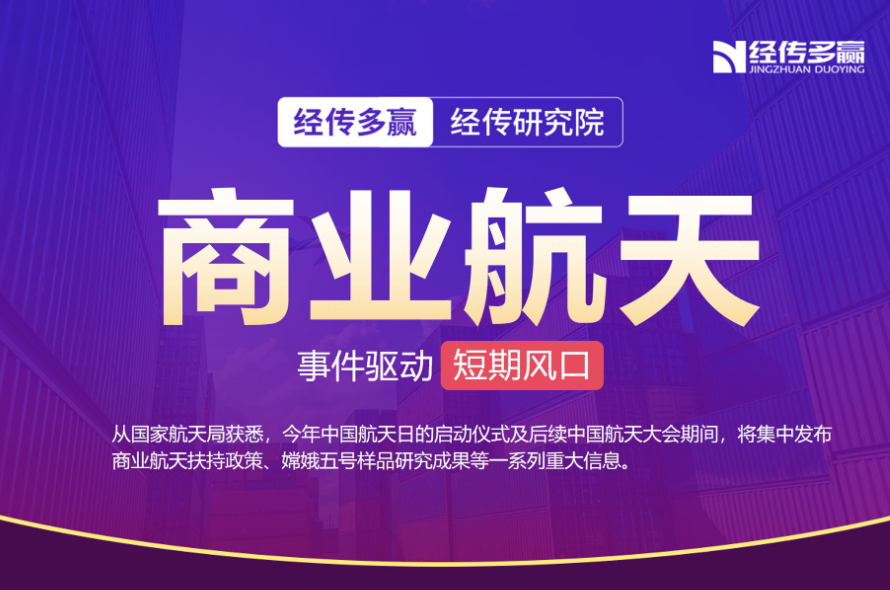 经传多赢
JINGZHUAN DUOYING
经传多赢 经传研究院
商业航天
事件驱动 短期风口
从国家航天局获悉，今年中国航天日的启动仪式及后续中国航天大会期间，将集中发布
商业航天扶持政策、嫦娥五号样品研究成果等一系列重大信息。